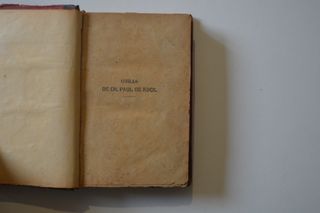 OBRAS
DE CH. PAUL DE KOCK.